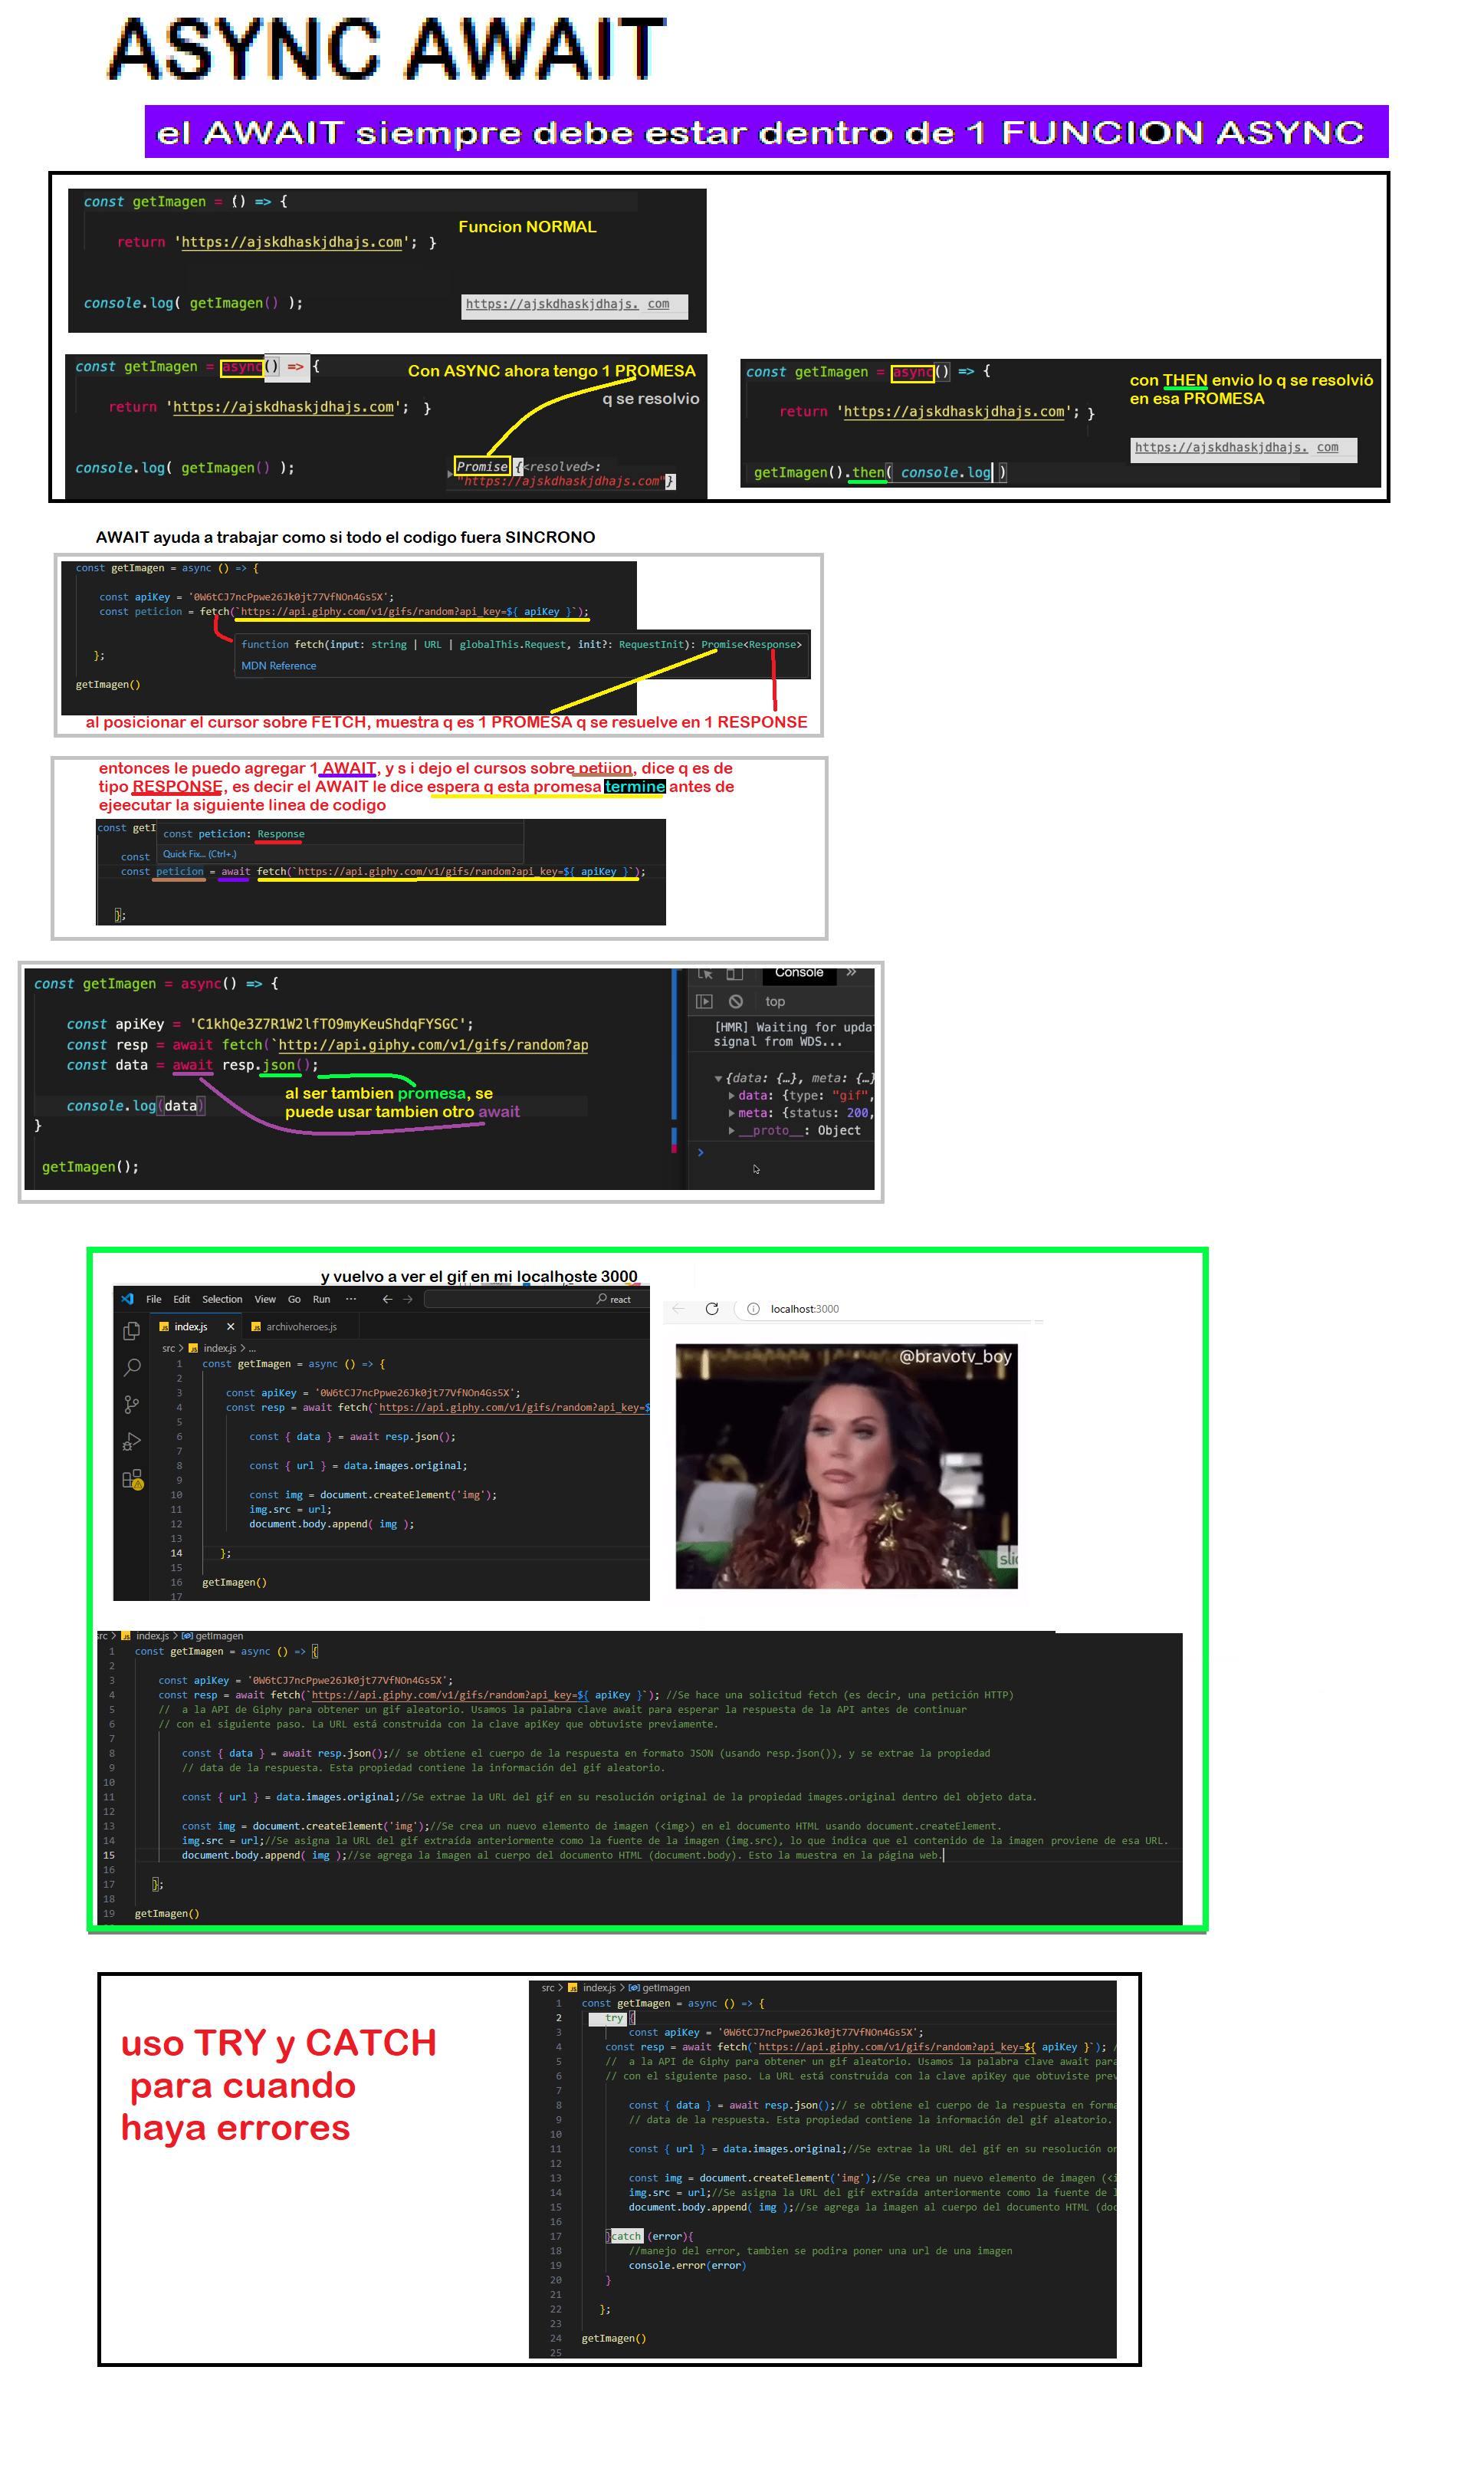 ASYNC AWAIT
el AWAIT siempre debe estar dentro de 1 FUNCION ASYNC
const getImagen = () => {
Funcion NORMAL
return 'https://ajskdhaskjdhajs.com'; }
console.log( getImagen() );
https://ajskdhaskjdhajs. com
const getImagen = async() => {
Con ASYNC ahora tengo 1 PROMESA
q se resolvio
return 'https://ajskdhaskjdhajs.com'; }
console.log( getImagen() );
Promise {<resolved>:
"https://ajskdhaskjdhajs.com"}
const getImagen = async() => {
con THEN envio lo q se resolvió
en esa PROMESA
return 'https://ajskdhaskjdhajs.com'; }
https://ajskdhaskjdhajs. com
getImagen().then( console.log )
AWAIT ayuda a trabajar como si todo el codigo fuera SINCRONO
const getImagen = async () => {
const apiKey = '0W6tCJ7ncPpwe26Jk0jt77VfNOn4Gs5X';
const peticion = fetch(`https://api.giphy.com/v1/gifs/random?api_key=${ apiKey }`);
function fetch(input: string | URL | globalThis.Request, init?: RequestInit): Promise<Response>
MDN Reference
};
getImagen()
al posicionar el cursor sobre FETCH, muestra q es 1 PROMESA q se resuelve en 1 RESPONSE
entonces le puedo agregar 1 AWAIT, y s i dejo el cursos sobre petiion, dice q es de
tipo RESPONSE, es decir el AWAIT le dice espera q esta promesa termine antes de
ejeecutar la siguiente linea de codigo
const getI
const peticion: Response
Quick Fix... (Ctrl+.)
const
const peticion = await fetch(`https://api.giphy.com/v1/gifs/random?api_key=${ apiKey }`);
};
const getImagen = async() => {
const apiKey = 'C1khQe3Z7R1W2lfTO9myKeuShdqFYSGC';
const resp = await fetch(`http://api.giphy.com/v1/gifs/random?ap
const data = await resp.json();
al ser tambien promesa, se
puede usar tambien otro await
console.log(data)
}
getImagen();
Console »
top
[HMR] Waiting for upda
signal from WDS...
{data: {…}, meta: {…}
data: {type: "gif",
meta: {status: 200,
__proto__: Object
>
y vuelvo a ver el gif en mi localhoste 3000
File Edit Selection View Go Run ··· react
index.js archivoheroes.js
src > index.js > ...
1 const getImagen = async () => {
2
3 const apiKey = '0W6tCJ7ncPpwe26Jk0jt77VfNOn4Gs5X';
4 const resp = await fetch(`https://api.giphy.com/v1/gifs/random?api_key=$
5
6 const { data } = await resp.json();
7
8 const { url } = data.images.original;
9
10 const img = document.createElement('img');
11 img.src = url;
12 document.body.append( img );
13
14 };
15
16 getImagen()
17
localhost:3000
@bravotv_boy
slic
src > index.js > getImagen
1 const getImagen = async () => {
2
3 const apiKey = '0W6tCJ7ncPpwe26Jk0jt77VfNOn4Gs5X';
4 const resp = await fetch(`https://api.giphy.com/v1/gifs/random?api_key=${ apiKey }`); //Se hace una solicitud fetch (es decir, una petición HTTP)
5 // a la API de Giphy para obtener un gif aleatorio. Usamos la palabra clave await para esperar la respuesta de la API antes de continuar
6 // con el siguiente paso. La URL está construida con la clave apiKey que obtuviste previamente.
7
8 const { data } = await resp.json();// se obtiene el cuerpo de la respuesta en formato JSON (usando resp.json()), y se extrae la propiedad
9 // data de la respuesta. Esta propiedad contiene la información del gif aleatorio.
10
11 const { url } = data.images.original;//Se extrae la URL del gif en su resolución original de la propiedad images.original dentro del objeto data.
12
13 const img = document.createElement('img');//Se crea un nuevo elemento de imagen (<img>) en el documento HTML usando document.createElement.
14 img.src = url;//Se asigna la URL del gif extraída anteriormente como la fuente de la imagen (img.src), lo que indica que el contenido de la imagen proviene de esa URL.
15 document.body.append( img );//se agrega la imagen al cuerpo del documento HTML (document.body). Esto la muestra en la página web.
16
17 };
18
19 getImagen()
uso TRY y CATCH
para cuando
haya errores
src > index.js > getImagen
1 const getImagen = async () => {
2 try {
3 const apiKey = '0W6tCJ7ncPpwe26Jk0jt77VfNOn4Gs5X';
4 const resp = await fetch(`https://api.giphy.com/v1/gifs/random?api_key=${ apiKey }`); /
5 // a la API de Giphy para obtener un gif aleatorio. Usamos la palabra clave await para
6 // con el siguiente paso. La URL está construida con la clave apiKey que obtuviste prev
7
8 const { data } = await resp.json();// se obtiene el cuerpo de la respuesta en forma
9 // data de la respuesta. Esta propiedad contiene la información del gif aleatorio.
10
11 const { url } = data.images.original;//Se extrae la URL del gif en su resolución or
12
13 const img = document.createElement('img');//Se crea un nuevo elemento de imagen (<i
14 img.src = url;//Se asigna la URL del gif extraída anteriormente como la fuente de l
15 document.body.append( img );//se agrega la imagen al cuerpo del documento HTML (doc
16
17 }catch (error){
18 //manejo del error, tambien se podira poner una url de una imagen
19 console.error(error)
20 }
21
22 };
23
24 getImagen()
25